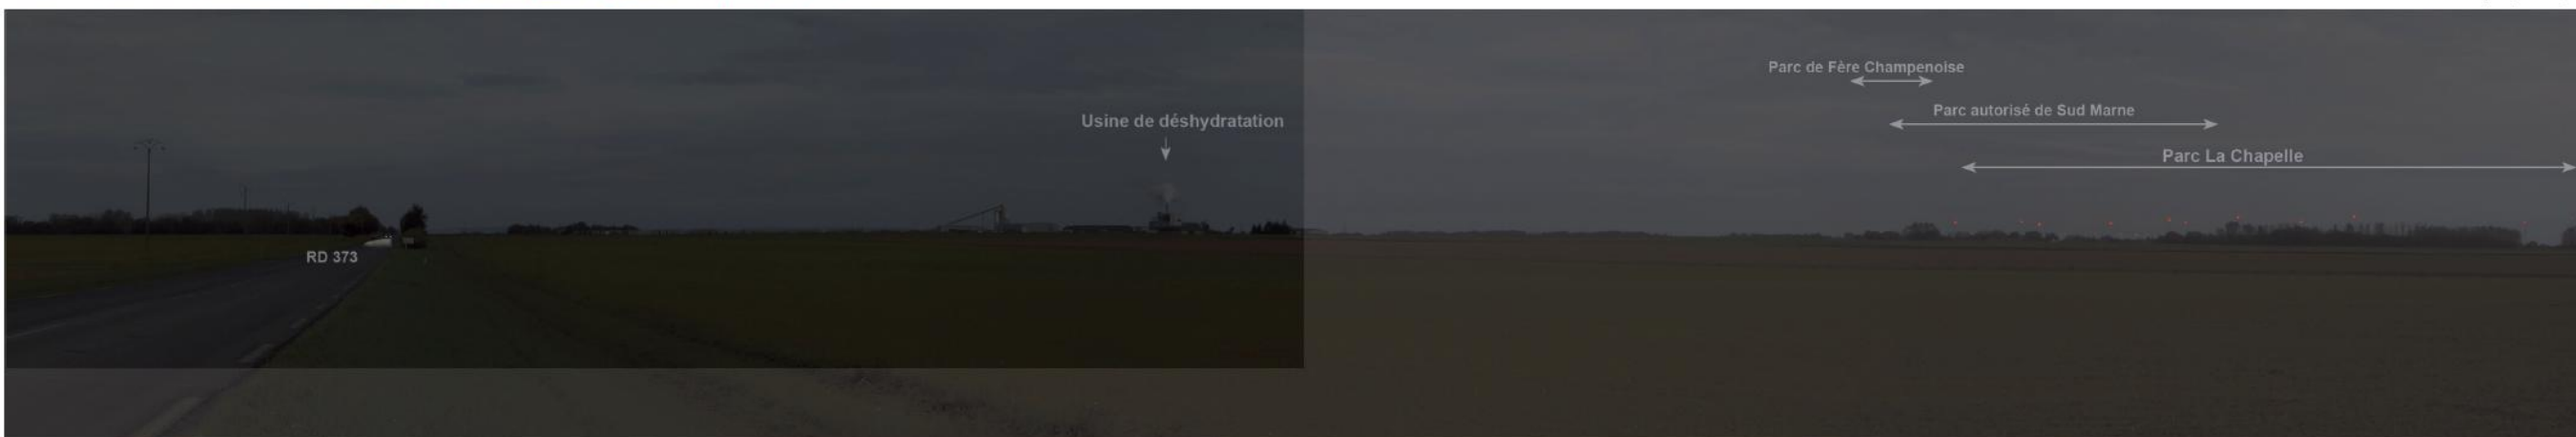 Parc de Fère Champenoise
Parc autorisé de Sud Marne
Usine de déshydratation
Parc La Chapelle
RD 373